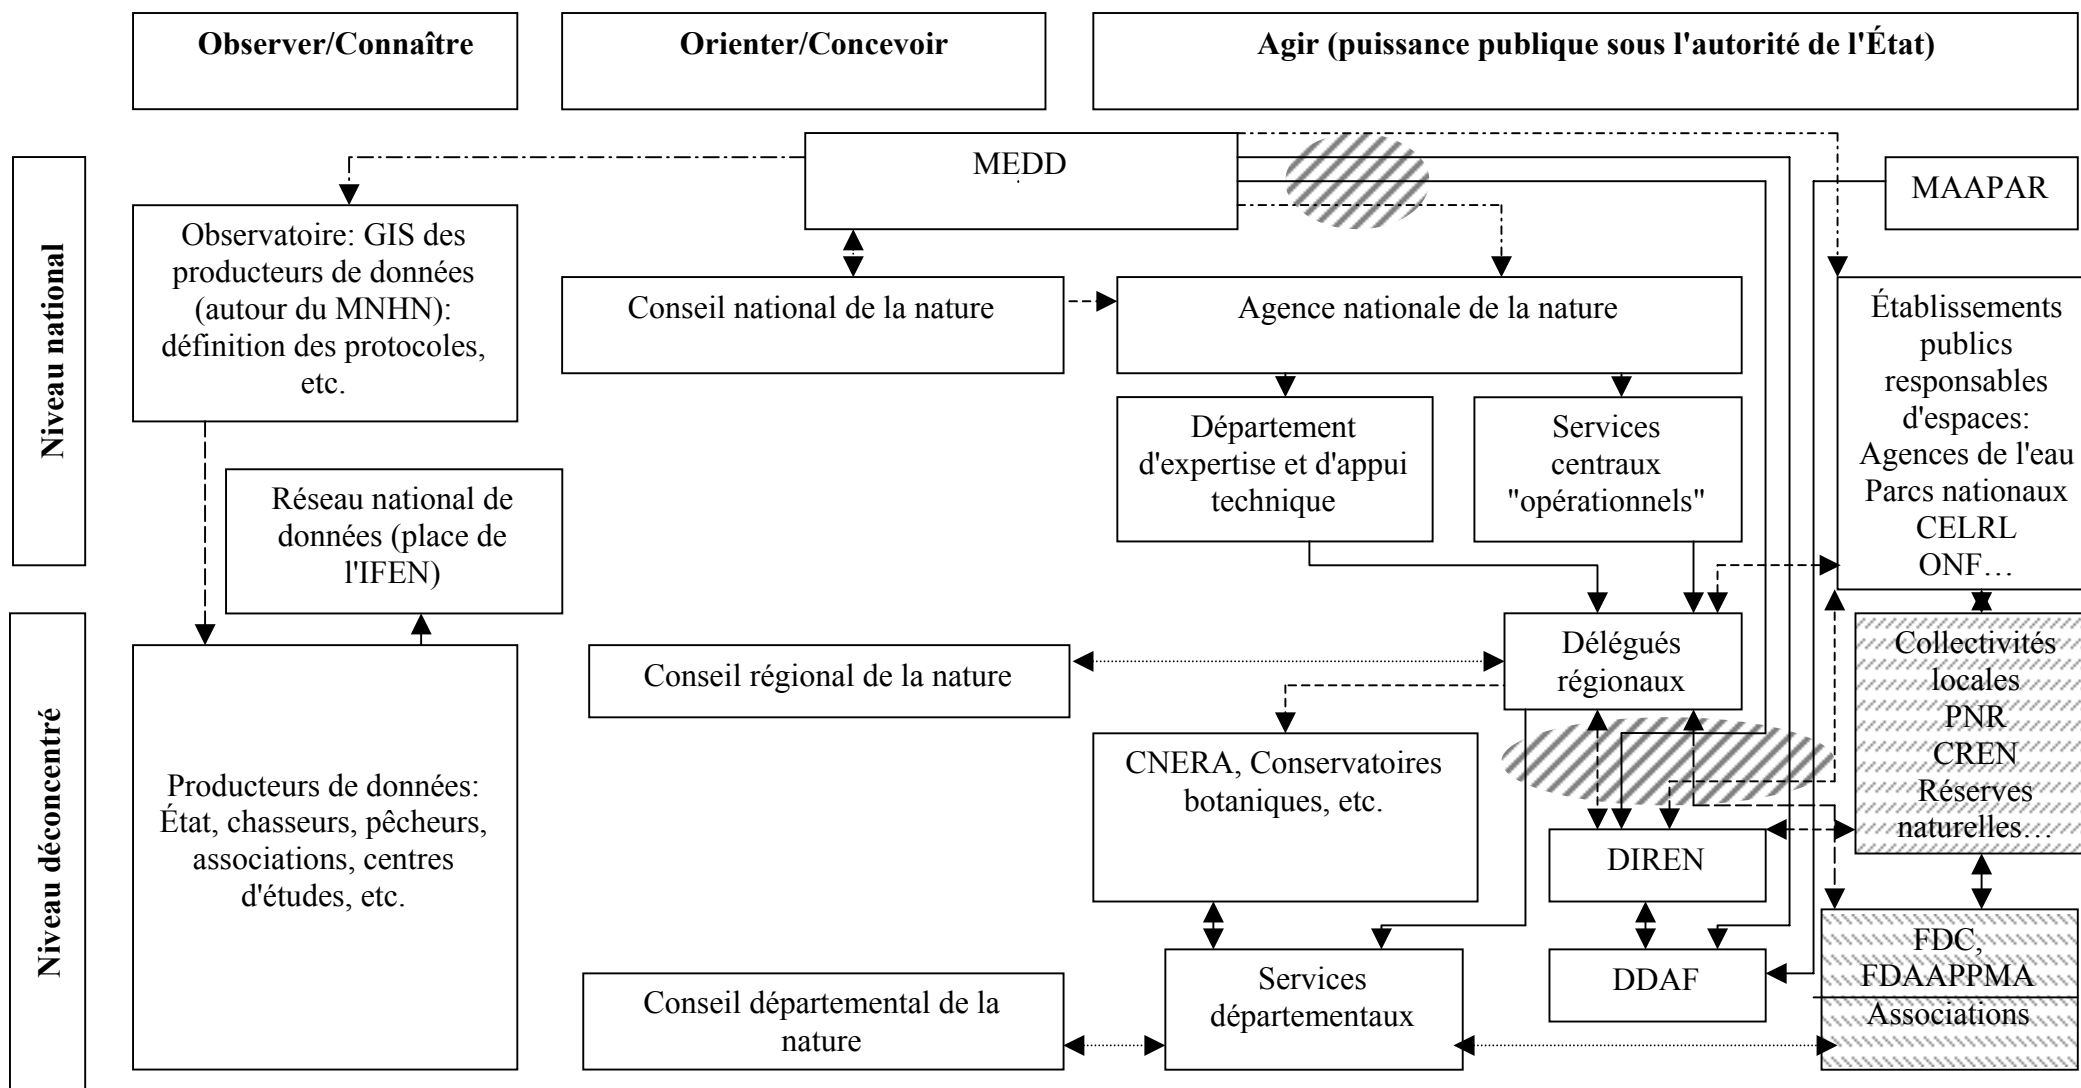 Observer/Connaître
Orienter/Concevoir
Agir (puissance publique sous l'autorité de l'État)
Niveau national
MEDD
MAAPAR
Observatoire: GIS des
producteurs de données
(autour du MNHN):
définition des protocoles,
etc.
Conseil national de la nature
Agence nationale de la nature
Établissements
publics
responsables
d'espaces:
Agences de l'eau
Parcs nationaux
CELRL
ONF…
Département
d'expertise et d'appui
technique
Services
centraux
"opérationnels"
Réseau national de
données (place de
l'IFEN)
Niveau déconcentré
Producteurs de données:
État, chasseurs, pêcheurs,
associations, centres
d'études, etc.
Conseil régional de la nature
Délégués
régionaux
Collectivités
locales
PNR
CREN
Réserves
naturelles…
CNERA, Conservatoires
botaniques, etc.
DIREN
DDAF
FDC,
FDAAPPMA
Associations
Conseil départemental de la
nature
Services
départementaux